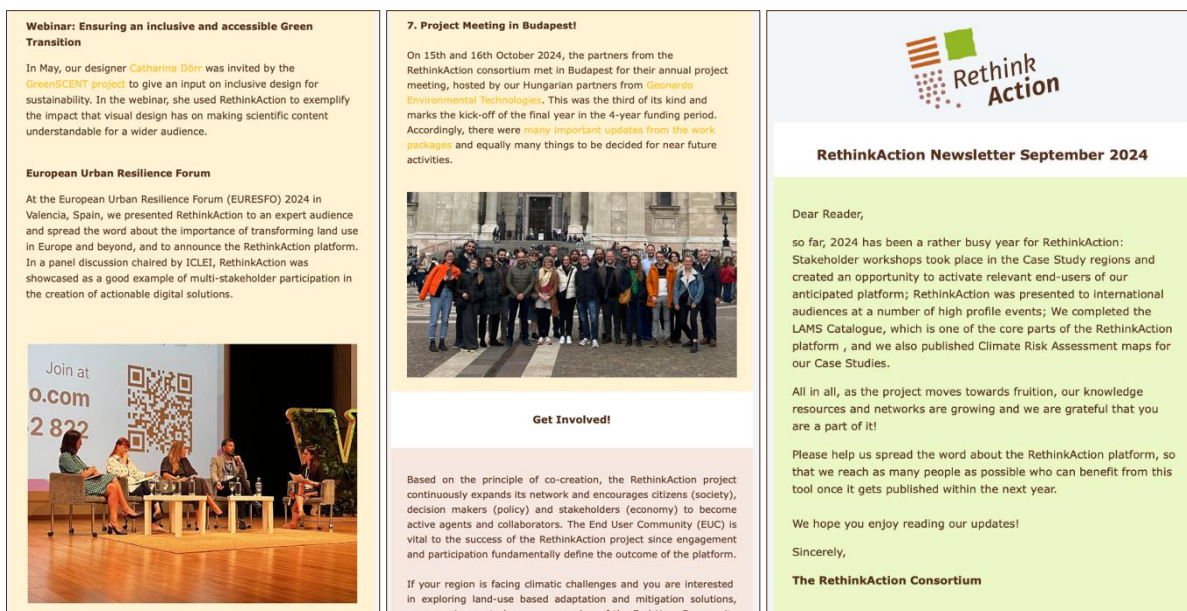 Webinar: Ensuring an inclusive and accessible Green
Transition
In May, our designer Catharina Dörr was invited by the
GreenSCENT project to give an input on inclusive design for
sustainability. In the webinar, she used RethinkAction to exemplify
the impact that visual design has on making scientific content
understandable for a wider audience.
European Urban Resilience Forum
At the European Urban Resilience Forum (EURESFO) 2024 in
Valencia, Spain, we presented RethinkAction to an expert audience
and spread the word about the importance of transforming land use
in Europe and beyond, and to announce the RethinkAction platform.
In a panel discussion chaired by ICLEI, RethinkAction was
showcased as a good example of multi-stakeholder participation in
the creation of actionable digital solutions.
Join at
o.com
2 822
7. Project Meeting in Budapest!
On 15th and 16th October 2024, the partners from the
RethinkAction consortium met in Budapest for their annual project
meeting, hosted by our Hungarian partners from Geonardo
Environmental Technologies. This was the third of its kind and
marks the kick-off of the final year in the 4-year funding period.
Accordingly, there were many important updates from the work
packages and equally many things to be decided for near future
activities.
Get Involved!
Based on the principle of co-creation, the RethinkAction project
continuously expands its network and encourages citizens (society),
decision makers (policy) and stakeholders (economy) to become
active agents and collaborators. The End User Community (EUC) is
vital to the success of the RethinkAction project since engagement
and participation fundamentally define the outcome of the platform.
If your region is facing climatic challenges and you are interested
in exploring land-use based adaptation and mitigation solutions,
Rethink
Action
RethinkAction Newsletter September 2024
Dear Reader,
so far, 2024 has been a rather busy year for RethinkAction:
Stakeholder workshops took place in the Case Study regions and
created an opportunity to activate relevant end-users of our
anticipated platform; RethinkAction was presented to international
audiences at a number of high profile events; We completed the
LAMS Catalogue, which is one of the core parts of the RethinkAction
platform , and we also published Climate Risk Assessment maps for
our Case Studies.
All in all, as the project moves towards fruition, our knowledge
resources and networks are growing and we are grateful that you
are a part of it!
Please help us spread the word about the RethinkAction platform, so
that we reach as many people as possible who can benefit from this
tool once it gets published within the next year.
We hope you enjoy reading our updates!
Sincerely,
The RethinkAction Consortium